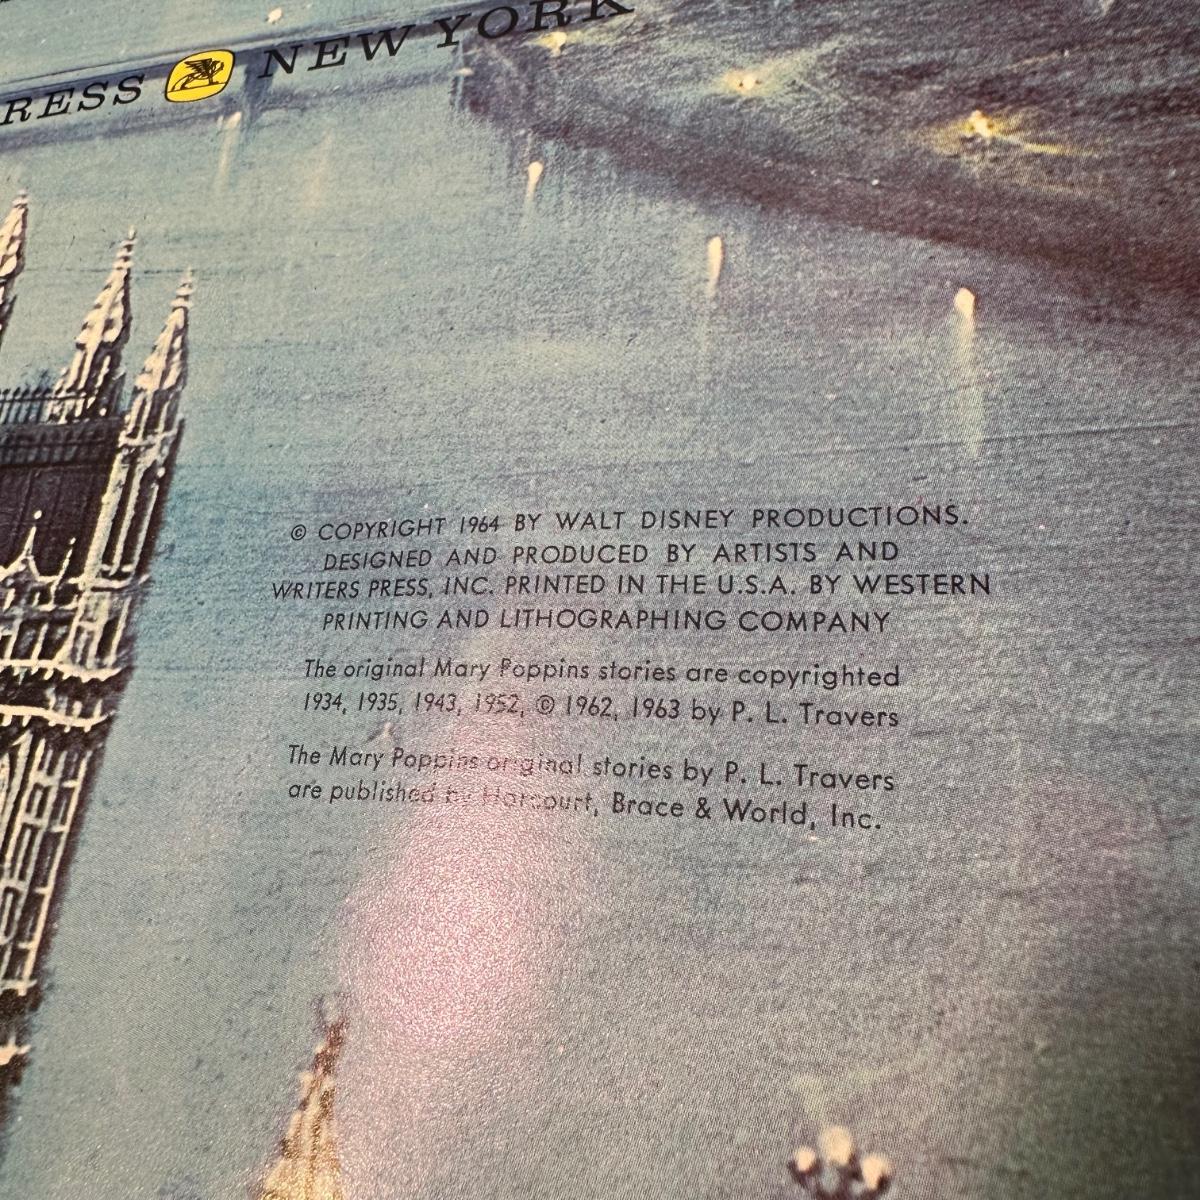 RESS NEW YORK
© COPYRIGHT 1964 BY WALT DISNEY PRODUCTIONS.
DESIGNED AND PRODUCED BY ARTISTS AND
WRITERS PRESS, INC. PRINTED IN THE U.S.A. BY WESTERN
PRINTING AND LITHOGRAPHING COMPANY
The original Mary Poppins stories are copyrighted
1934, 1935, 1943, 1952, © 1962, 1963 by P. L. Travers
The Mary Poppins original stories by P. L. Travers
are published by Harcourt, Brace & World, Inc.